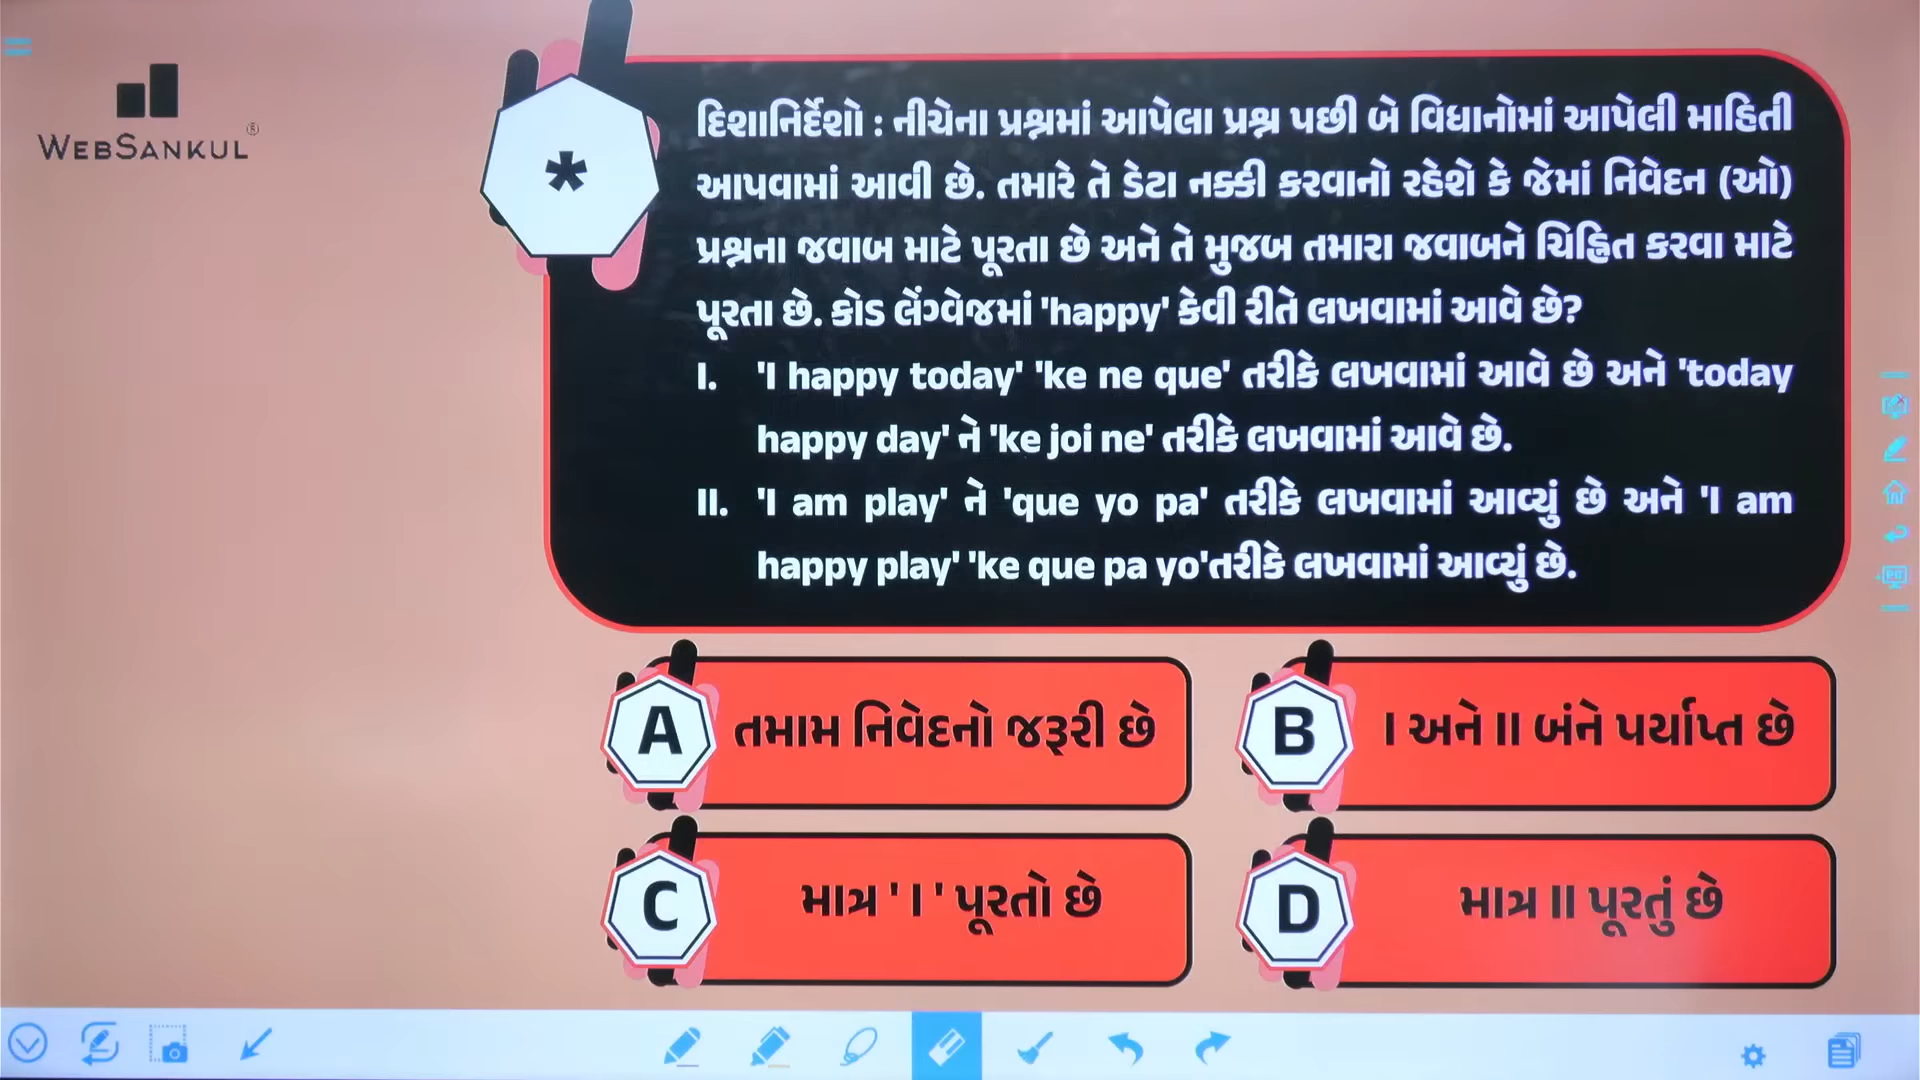 WEBSANKUL®
*
દિશાનિર્દેશો : નીચેના પ્રશ્નમાં આપેલા પ્રશ્ન પછી બે વિધાનોમાં આપેલી માહિતી
આપવામાં આવી છે. તમારે તે ડેટા નક્કી કરવાનો રહેશે કે જેમાં નિવેદન (ઓ)
પ્રશ્નના જવાબ માટે પૂરતા છે અને તે મુજબ તમારા જવાબને ચિહ્નિત કરવા માટે
પૂરતા છે. કોડ લેંગ્વેજમાં 'happy' કેવી રીતે લખવામાં આવે છે?
I. 'I happy today' 'ke ne que' તરીકે લખવામાં આવે છે અને 'today
happy day' ને 'ke joi ne' તરીકે લખવામાં આવે છે.
II. 'I am play' ને 'que yo pa' તરીકે લખવામાં આવ્યું છે અને 'I am
happy play' 'ke que pa yo'તરીકે લખવામાં આવ્યું છે.
A તમામ નિવેદનો જરૂરી છે
B I અને II બંને પર્યાપ્ત છે
C માત્ર ' I ' પૂરતો છે
D માત્ર II પૂરતું છે